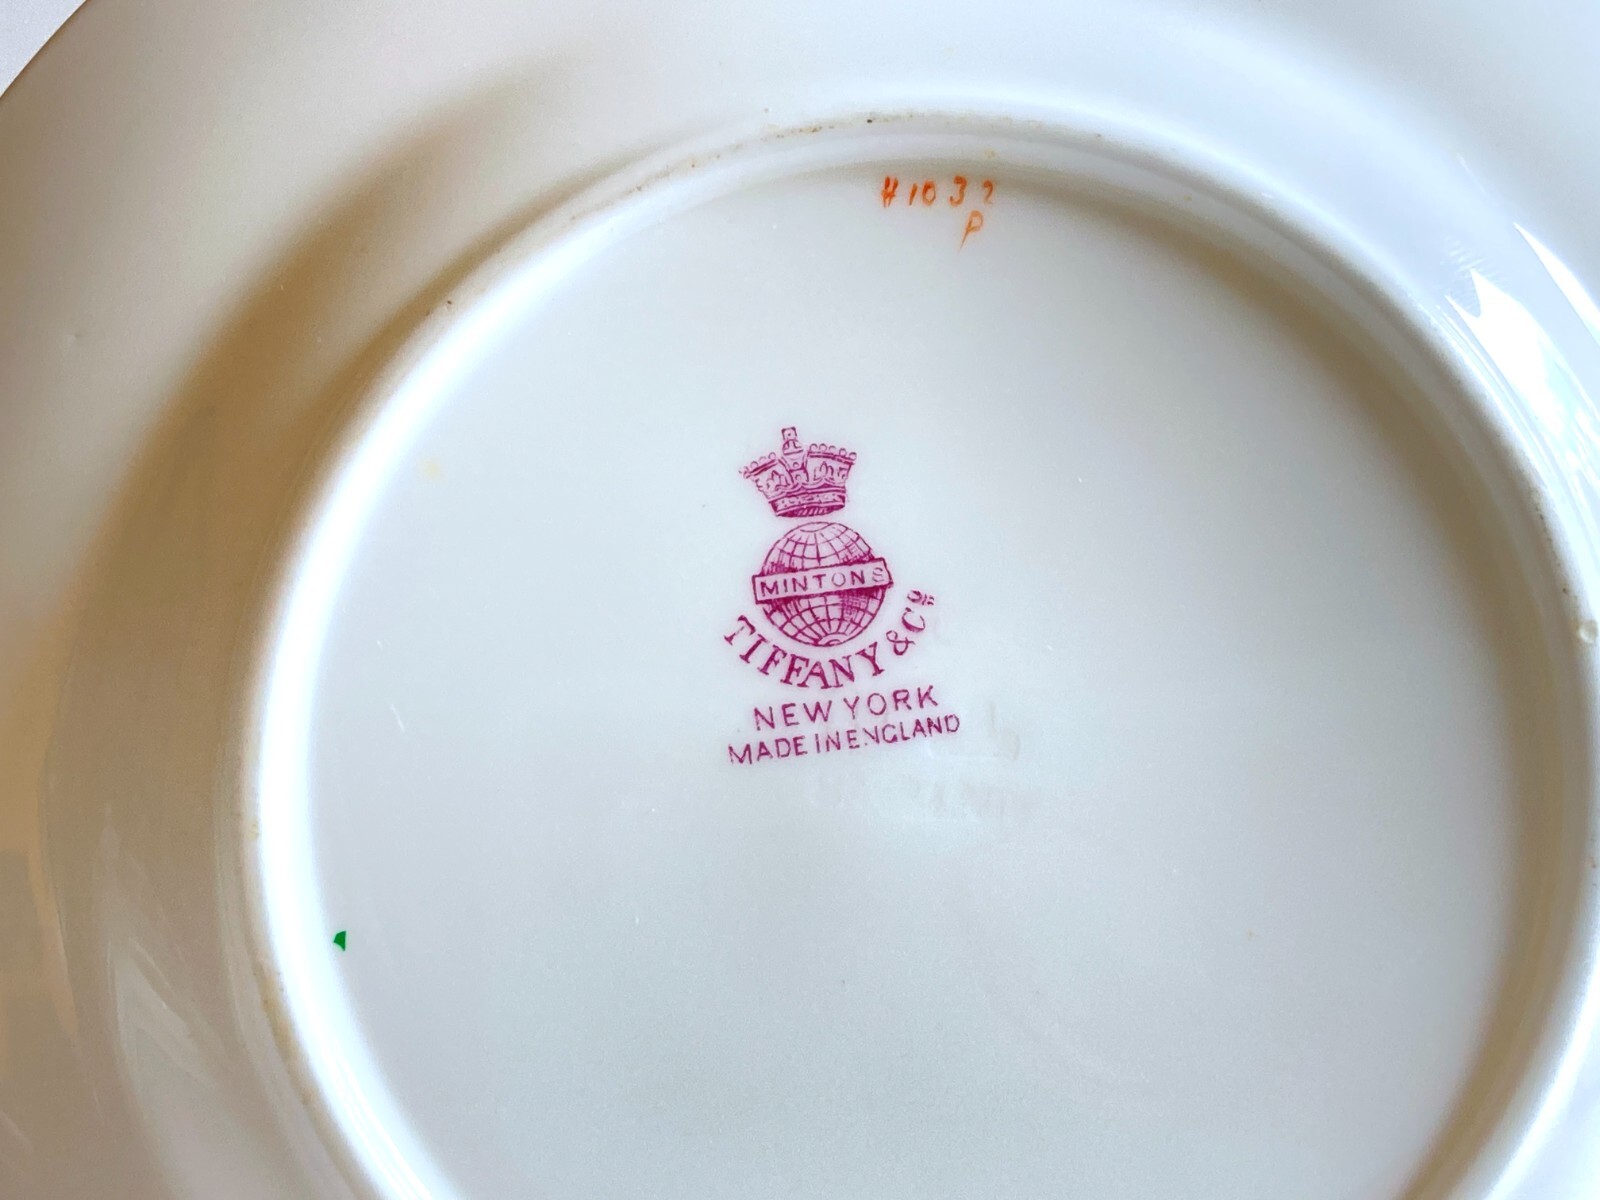 H1032
P
MINTONS
TIFFANY & Co
NEW YORK
MADE IN ENGLAND